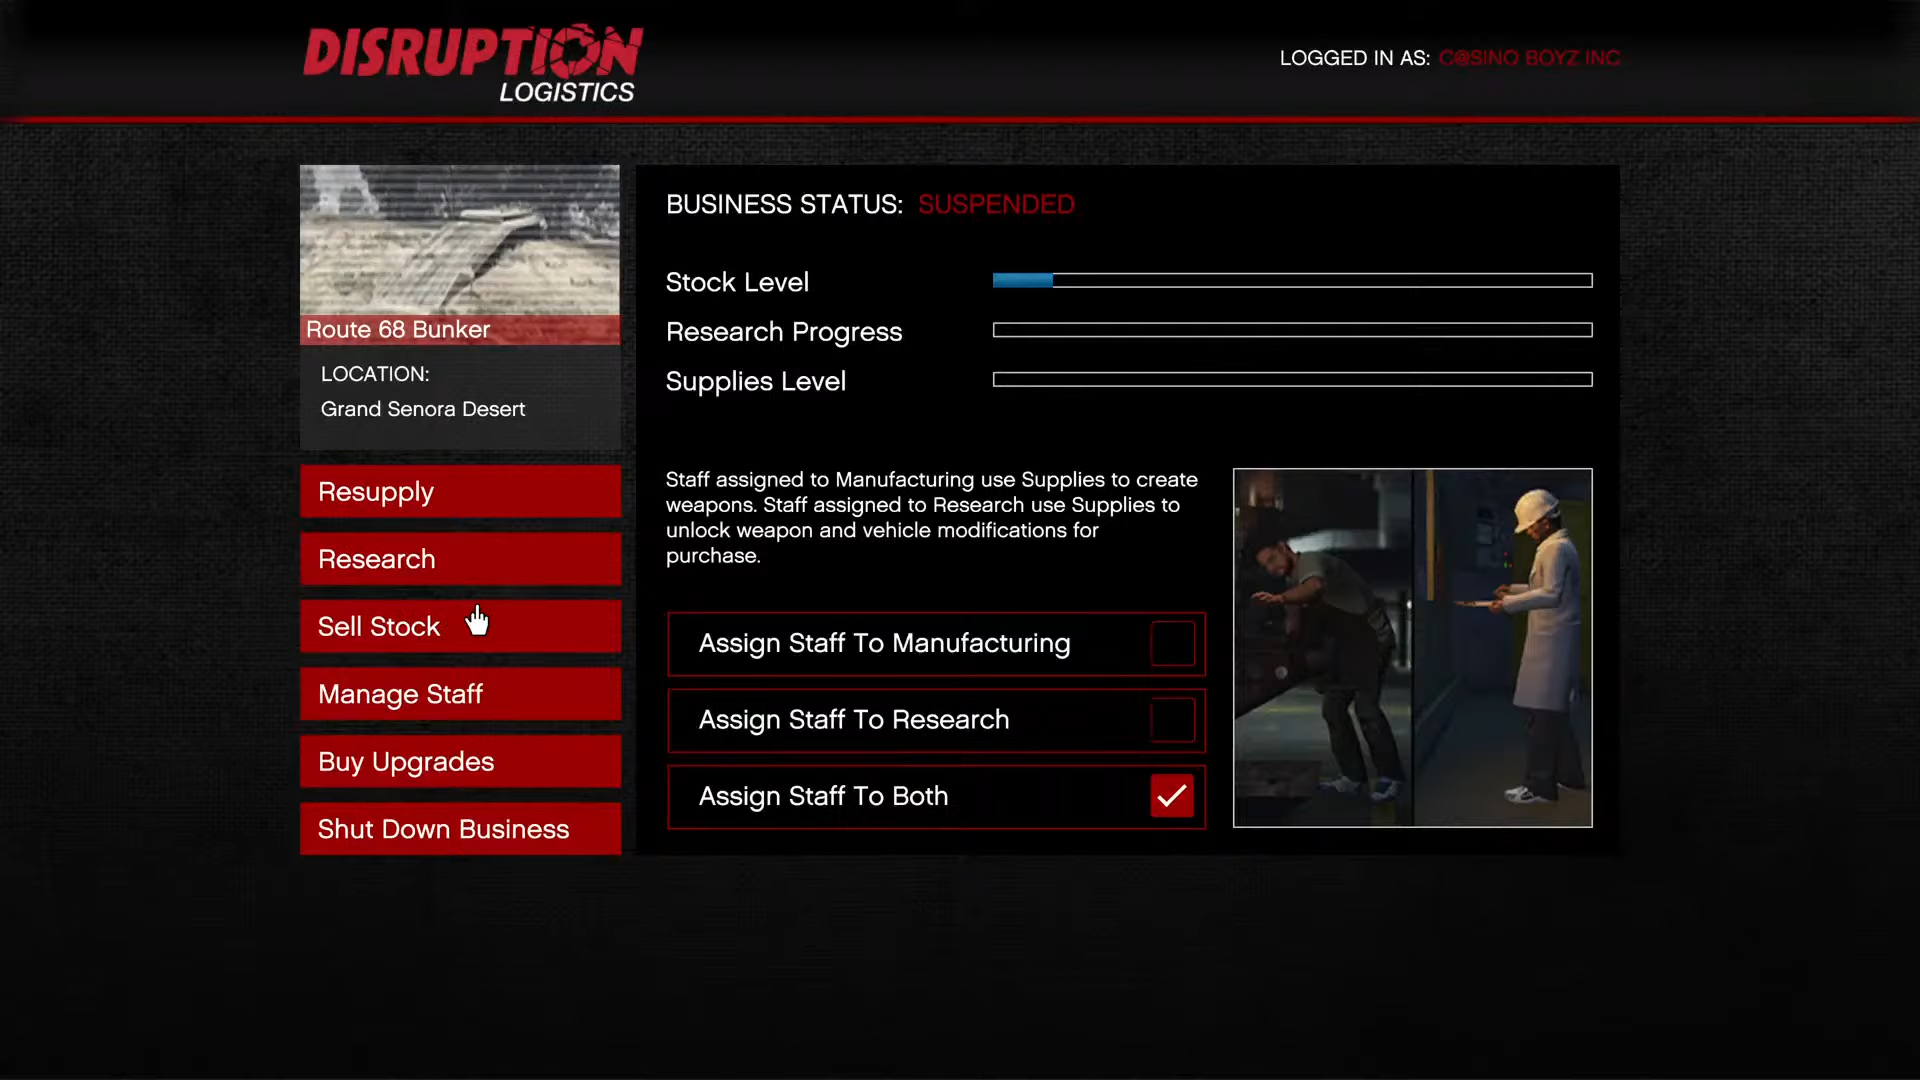 DISRUPTION
LOGISTICS
LOGGED IN AS: C@SINO BOYZ INC
Route 68 Bunker
LOCATION:
Grand Senora Desert
Resupply
Research
Sell Stock
Manage Staff
Buy Upgrades
Shut Down Business
BUSINESS STATUS: SUSPENDED
Stock Level
Research Progress
Supplies Level
Staff assigned to Manufacturing use Supplies to create
weapons. Staff assigned to Research use Supplies to
unlock weapon and vehicle modifications for
purchase.
Assign Staff To Manufacturing
Assign Staff To Research
Assign Staff To Both